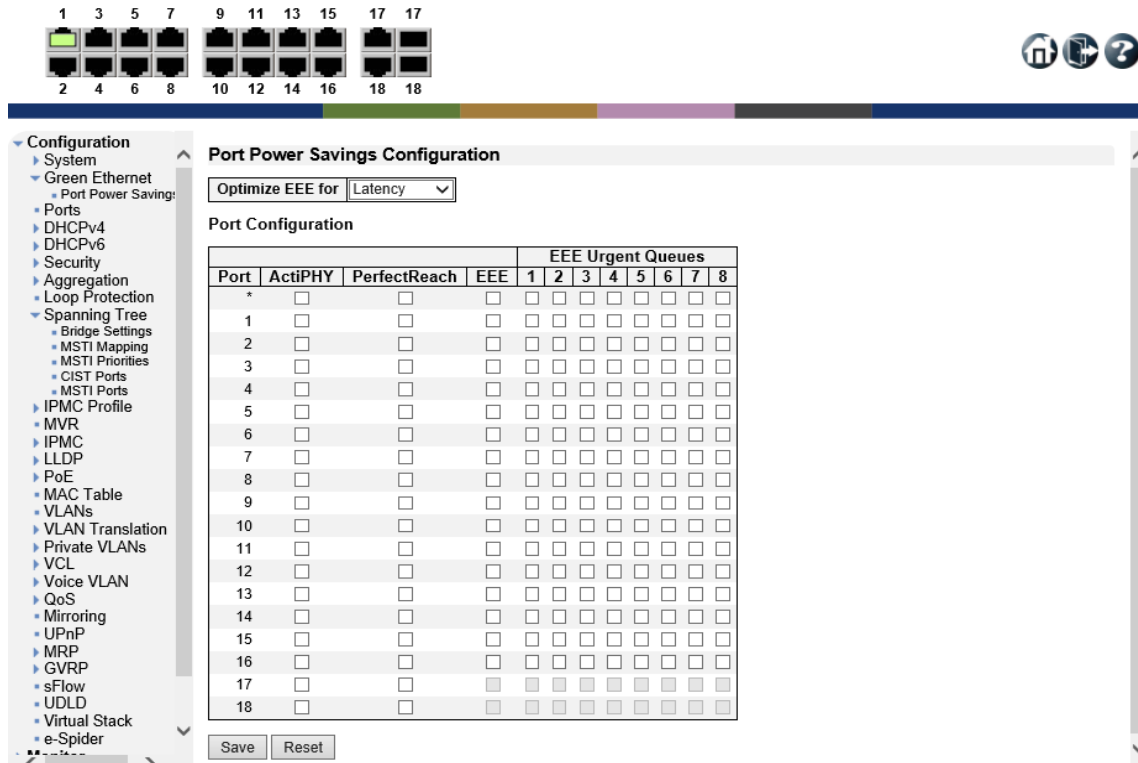 1 3 5 7 9 11 13 15 17 17
2 4 6 8 10 12 14 16 18 18
?
Configuration
System
Green Ethernet
Port Power Savings
Ports
DHCPv4
DHCPv6
Security
Aggregation
Loop Protection
Spanning Tree
Bridge Settings
MSTI Mapping
MSTI Priorities
CIST Ports
MSTI Ports
IPMC Profile
MVR
IPMC
LLDP
PoE
MAC Table
VLANs
VLAN Translation
Private VLANs
VCL
Voice VLAN
QoS
Mirroring
UPnP
MRP
GVRP
sFlow
UDLD
Virtual Stack
e-Spider
Monitor
Port Power Savings Configuration
Optimize EEE for Latency
Port Configuration
EEE Urgent Queues
Port ActiPHY PerfectReach EEE 1 2 3 4 5 6 7 8
*
1
2
3
4
5
6
7
8
9
10
11
12
13
14
15
16
17
18
Save Reset